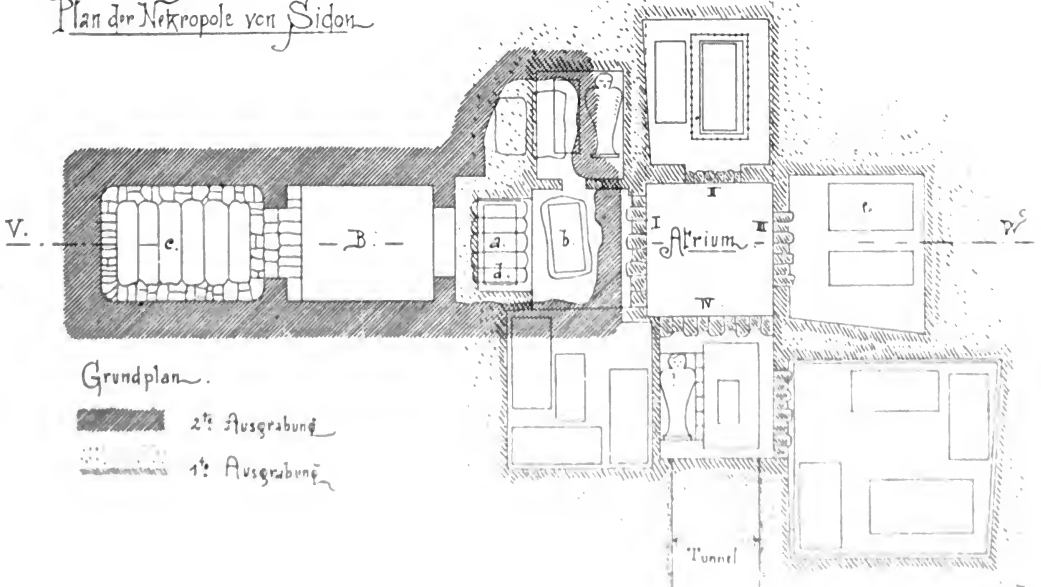 Plan der Nekropole von Sidon
II
I
III
e.
V.
e.
B.
a.
b.
Atrium
d.
IV
Grundplan.
2te Ausgrabung
1te Ausgrabung
Tunnel